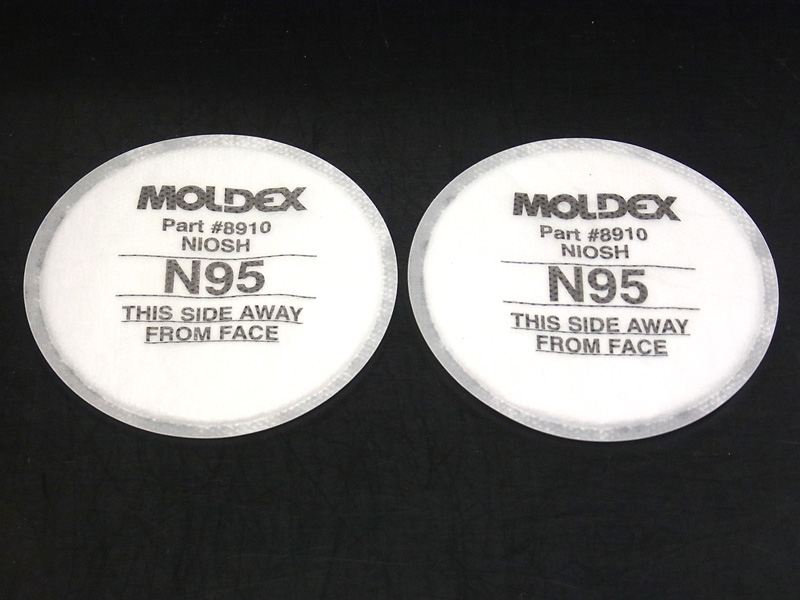 MOLDEX
Part #8910
NIOSH
N95
THIS SIDE AWAY
FROM FACE
MOLDEX
Part #8910
NIOSH
N95
THIS SIDE AWAY
FROM FACE